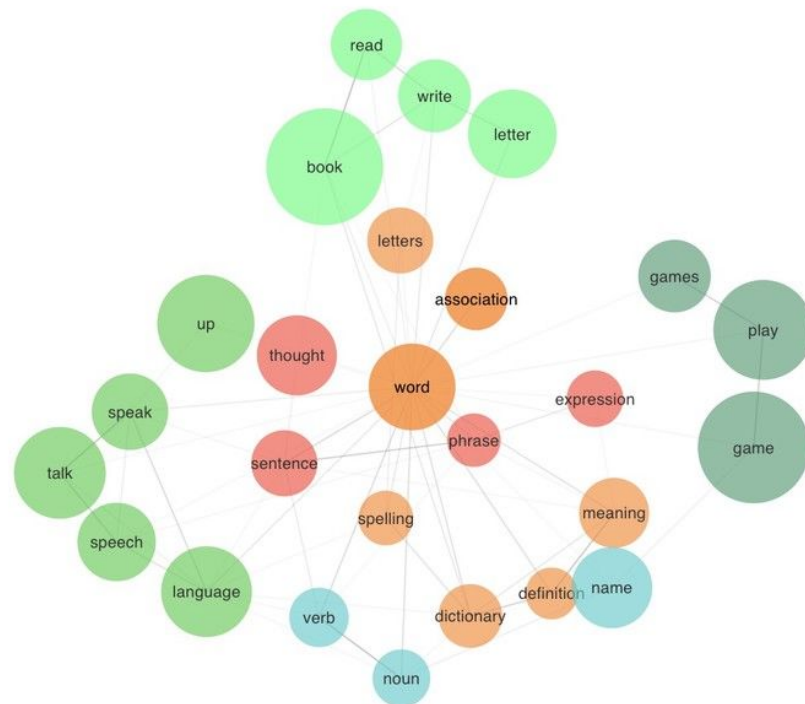 read
write
letter
book
letters
games
association
up
play
thought
word
expression
speak
phrase
game
sentence
talk
spelling
meaning
speech
language
name
definition
verb
dictionary
noun